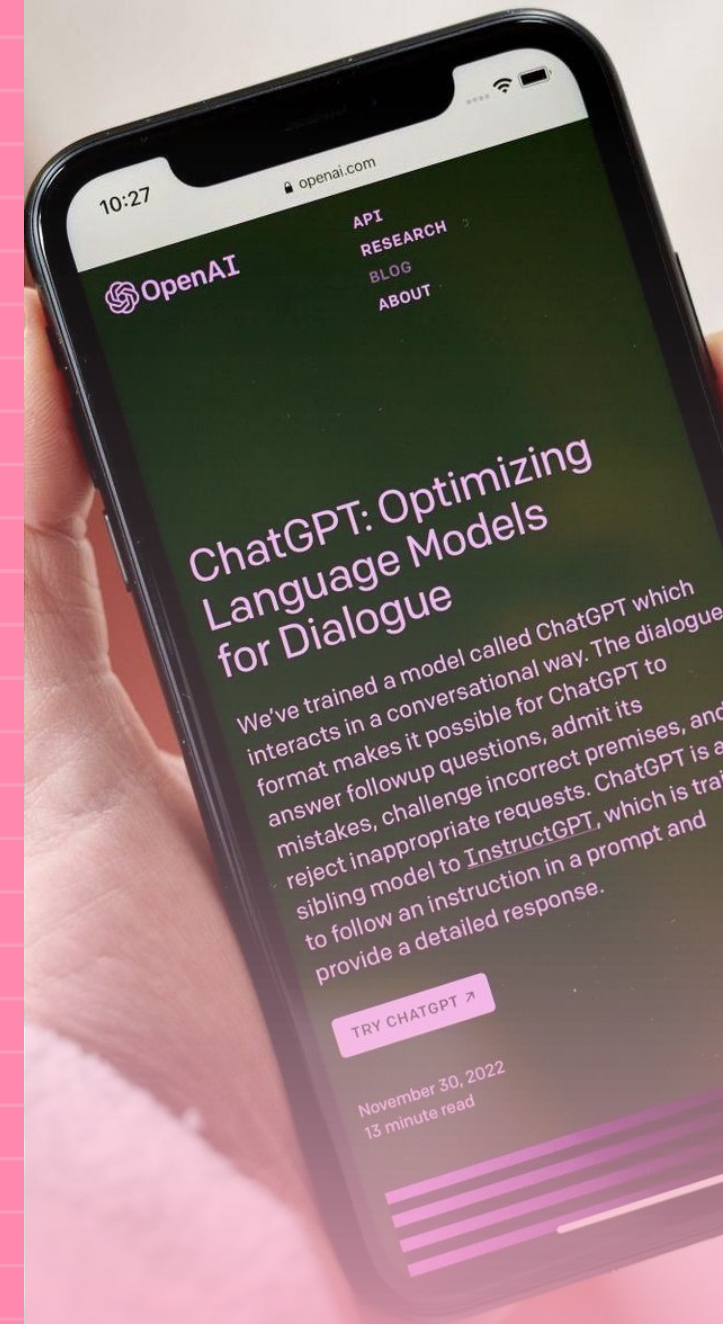 10:27
openai.com
API
RESEARCH
BLOG
ABOUT
OpenAI
ChatGPT: Optimizing
Language Models
for Dialogue
We've trained a model called ChatGPT which
interacts in a conversational way. The dialogue
format makes it possible for ChatGPT to
answer followup questions, admit its
mistakes, challenge incorrect premises, and
reject inappropriate requests. ChatGPT is a
sibling model to InstructGPT, which is trai
to follow an instruction in a prompt and
provide a detailed response.
TRY CHATGPT ↗
November 30, 2022
13 minute read